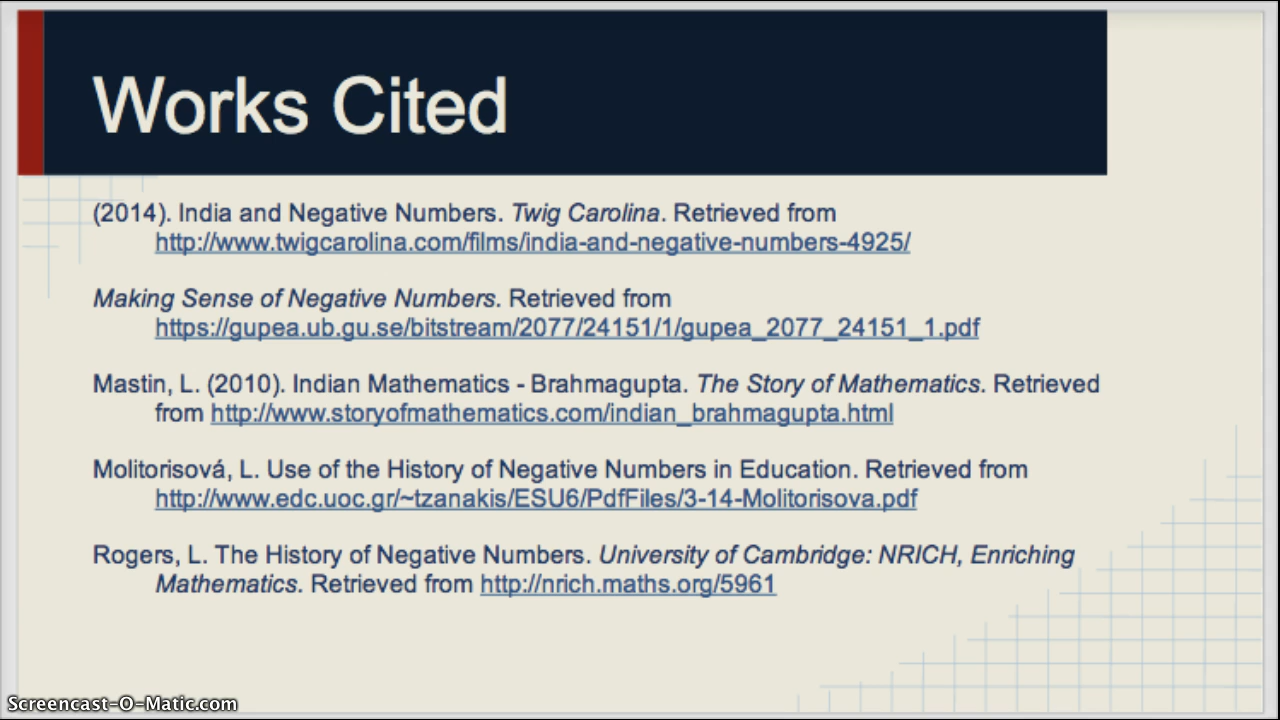 Works Cited
(2014). India and Negative Numbers. Twig Carolina. Retrieved from
http://www.twigcarolina.com/films/india-and-negative-numbers-4925/
Making Sense of Negative Numbers. Retrieved from
https://gupea.ub.gu.se/bitstream/2077/24151/1/gupea_2077_24151_1.pdf
Mastin, L. (2010). Indian Mathematics - Brahmagupta. The Story of Mathematics. Retrieved
from http://www.storyofmathematics.com/indian_brahmagupta.html
Molitorisová, L. Use of the History of Negative Numbers in Education. Retrieved from
http://www.edc.uoc.gr/~tzanakis/ESU6/PdfFiles/3-14-Molitorisova.pdf
Rogers, L. The History of Negative Numbers. University of Cambridge: NRICH, Enriching
Mathematics. Retrieved from http://nrich.maths.org/5961
Screencast-O-Matic.com